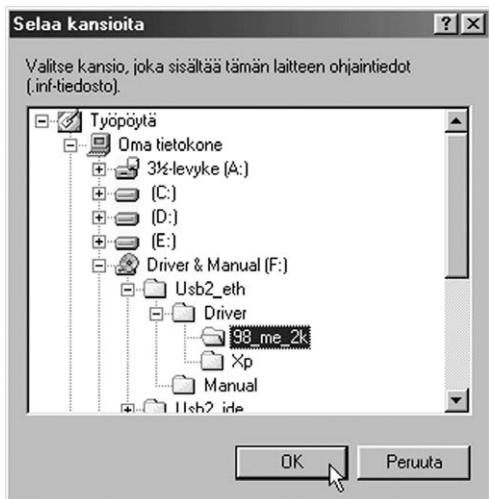 Selaa kansioita
Valitse kansio, joka sisältää tämän laitteen ohjaintiedot
(.inf-tiedosto).
Työpöytä
Oma tietokone
3½-levyke (A:)
(C:)
(D:)
(E:)
Driver & Manual (F:)
Usb2_eth
Driver
98_me_2k
Xp
Manual
Usb2_ide
OK
Peruuta